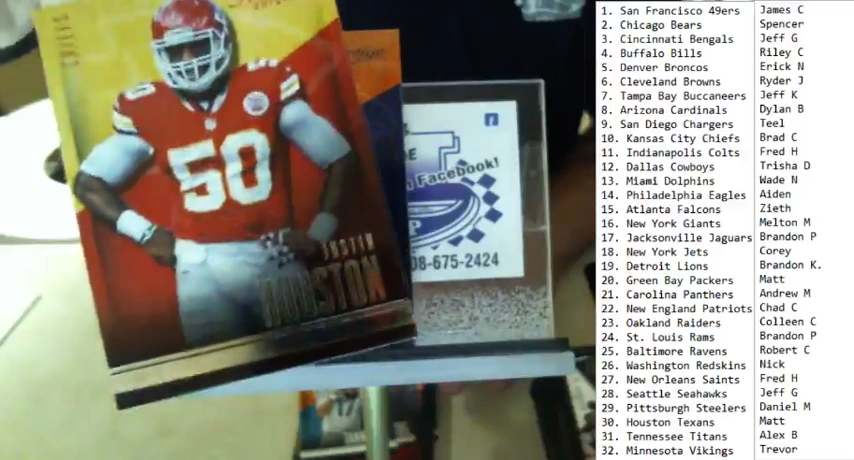 CHIEFS
50
50
JUSTIN
HOUSTON
Facebook!
08-675-2424
1. San Francisco 49ers James C
2. Chicago Bears Spencer
3. Cincinnati Bengals Jeff G
4. Buffalo Bills Riley C
5. Denver Broncos Erick N
6. Cleveland Browns Ryder J
7. Tampa Bay Buccaneers Jeff K
8. Arizona Cardinals Dylan B
9. San Diego Chargers Teel
10. Kansas City Chiefs Brad C
11. Indianapolis Colts Fred H
12. Dallas Cowboys Trisha D
13. Miami Dolphins Wade N
14. Philadelphia Eagles Aiden
15. Atlanta Falcons Zieth
16. New York Giants Melton M
17. Jacksonville Jaguars Brandon P
18. New York Jets Corey
19. Detroit Lions Brandon K.
20. Green Bay Packers Matt
21. Carolina Panthers Andrew M
22. New England Patriots Chad C
23. Oakland Raiders Colleen C
24. St. Louis Rams Brandon P
25. Baltimore Ravens Robert C
26. Washington Redskins Nick
27. New Orleans Saints Fred H
28. Seattle Seahawks Jeff G
29. Pittsburgh Steelers Daniel M
30. Houston Texans Matt
31. Tennessee Titans Alex B
32. Minnesota Vikings Trevor